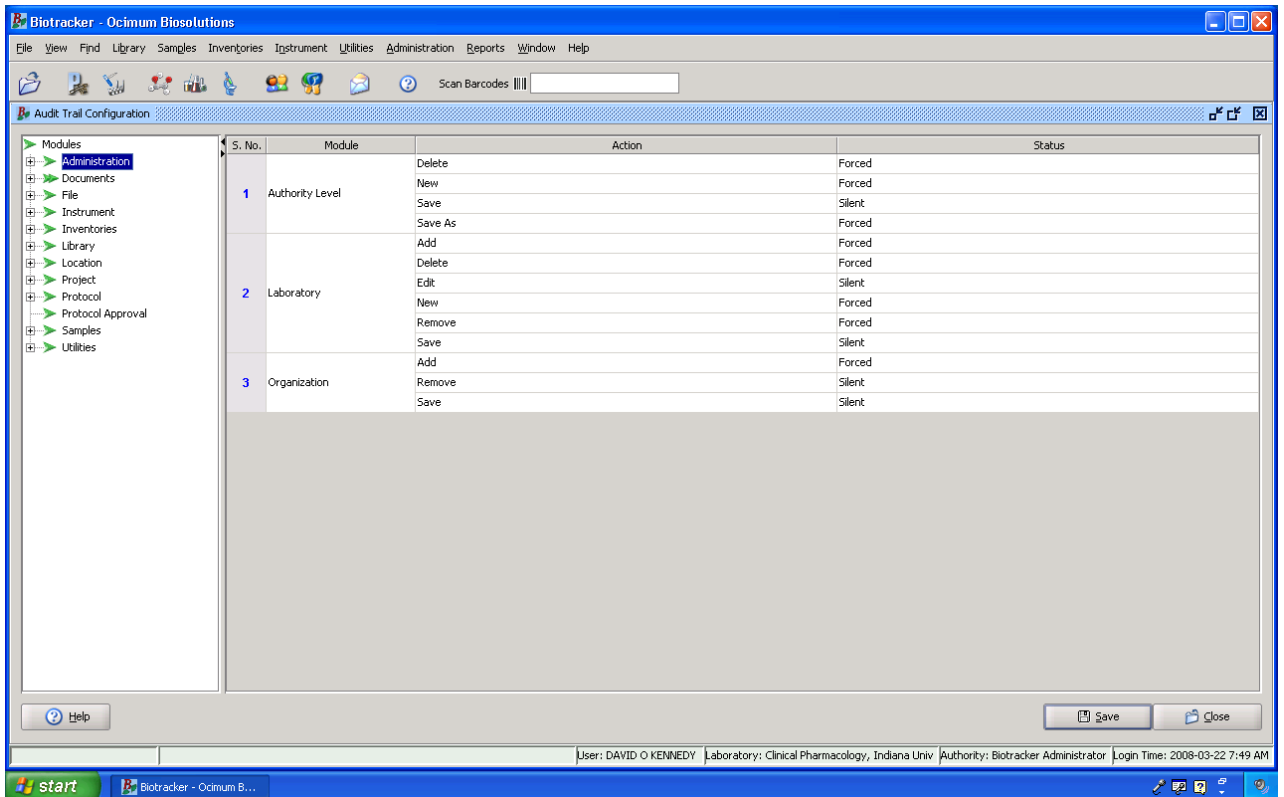 Biotracker - Ocimum Biosolutions
File View Find Library Samples Inventories Instrument Utilities Administration Reports Window Help
Scan Barcodes
Audit Trail Configuration
Modules
Administration
Documents
File
Instrument
Inventories
Library
Location
Project
Protocol
Protocol Approval
Samples
Utilities
S. No. Module Action Status
1 Authority Level
Delete Forced
New Forced
Save Silent
Save As Forced
2 Laboratory
Add Forced
Delete Forced
Edit Silent
New Forced
Remove Forced
Save Silent
3 Organization
Add Forced
Remove Silent
Save Silent
Help Save Close
User: DAVID O KENNEDY Laboratory: Clinical Pharmacology, Indiana Univ Authority: Biotracker Administrator Login Time: 2008-03-22 7:49 AM
start Biotracker - Ocimum B...